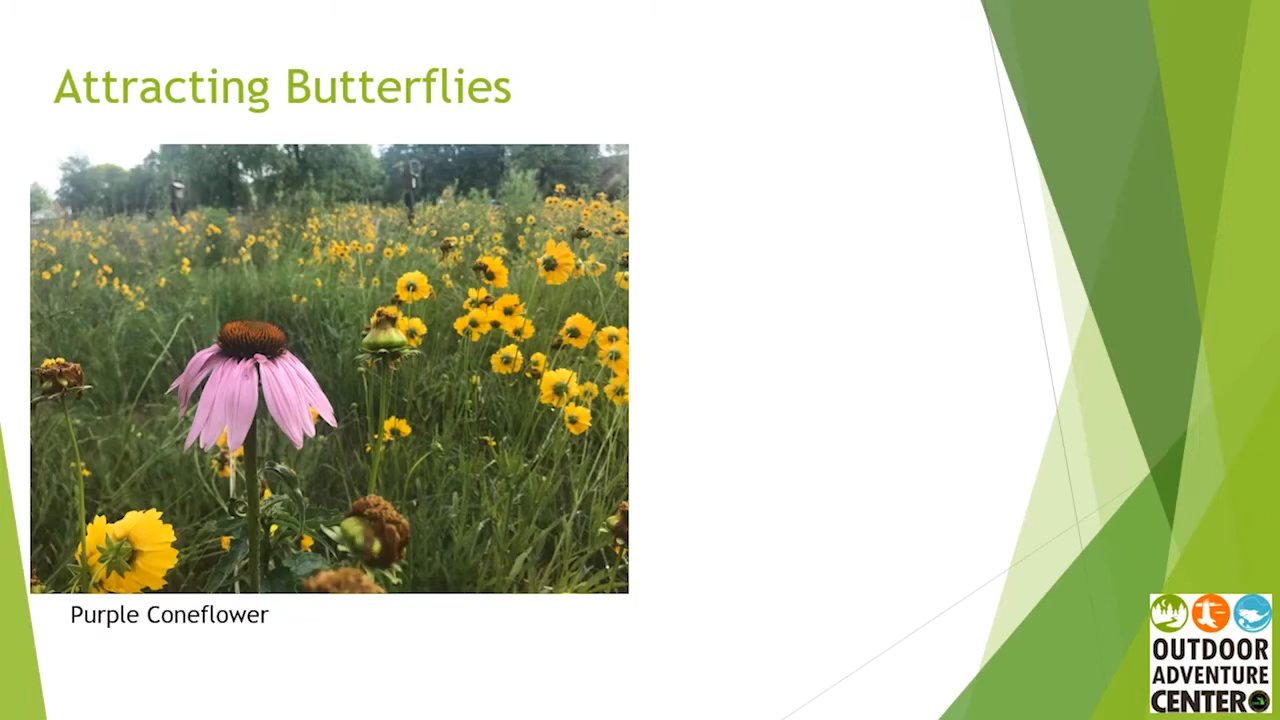 Attracting Butterflies
Purple Coneflower
OUTDOOR
ADVENTURE
CENTER